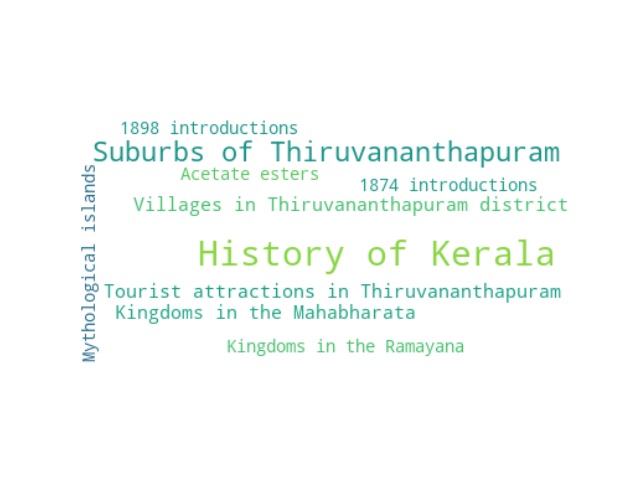 1898 introductions
Suburbs of Thiruvananthapuram
Acetate esters
1874 introductions
Villages in Thiruvananthapuram district
History of Kerala
Tourist attractions in Thiruvananthapuram
Kingdoms in the Mahabharata
Kingdoms in the Ramayana
Mythological islands